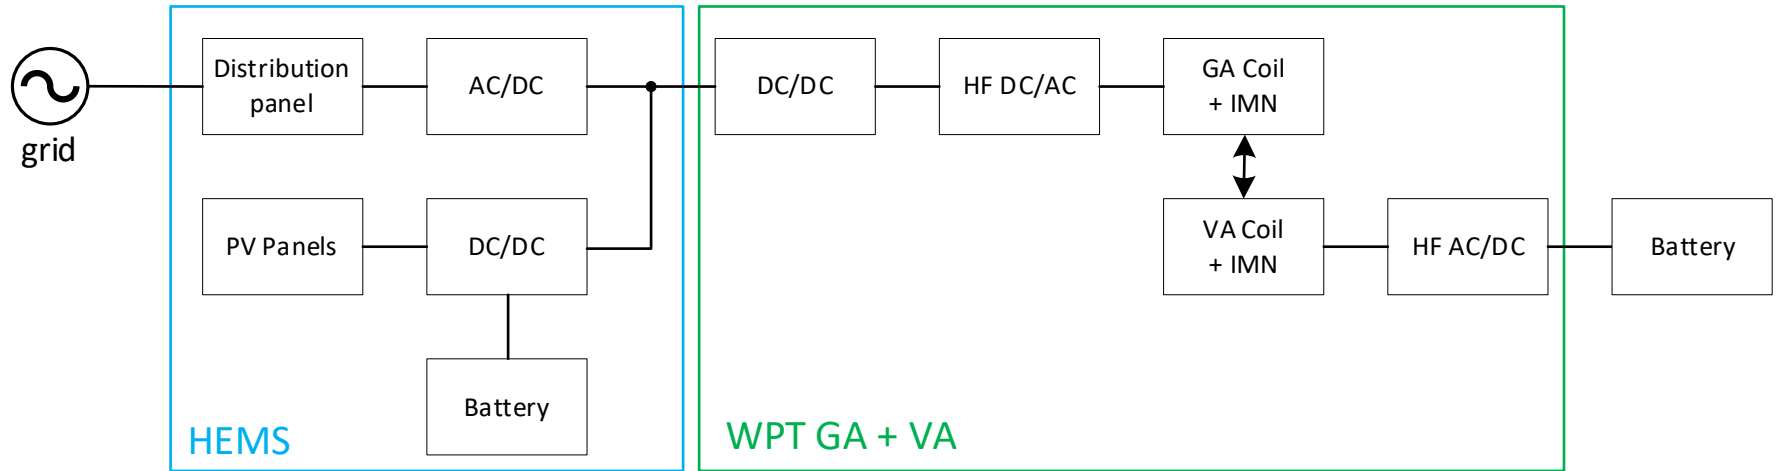 Distribution
panel
AC/DC
DC/DC
HF DC/AC
GA Coil
+ IMN
grid
PV Panels
DC/DC
VA Coil
+ IMN
HF AC/DC
Battery
Battery
HEMS
WPT GA + VA